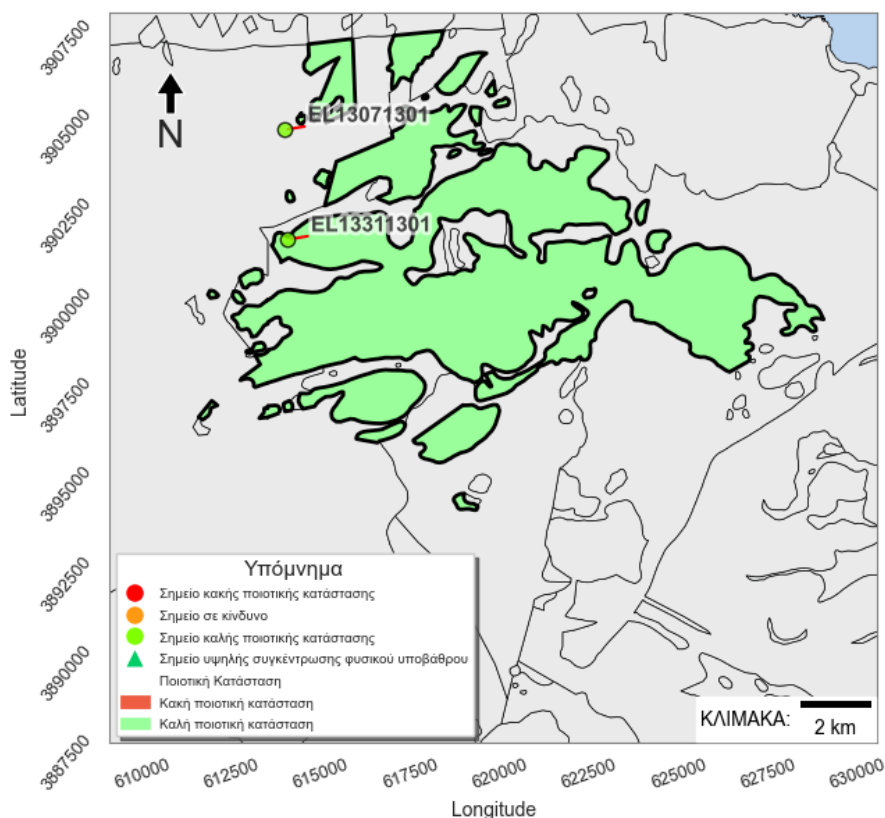 3907500
3905000
3902500
3900000
3897500
3895000
3892500
3890000
3887500
Latitude
N
EL13071301
EL13311301
Υπόμνημα
Σημείο κακής ποιοτικής κατάστασης
Σημείο σε κίνδυνο
Σημείο καλής ποιοτικής κατάστασης
Σημείο υψηλής συγκέντρωσης φυσικού υποβάθρου
Ποιοτική Κατάσταση
Κακή ποιοτική κατάσταση
Καλή ποιοτική κατάσταση
ΚΛΙΜΑΚΑ:
2 km
610000 612500 615000 617500 620000 622500 625000 627500 630000
Longitude